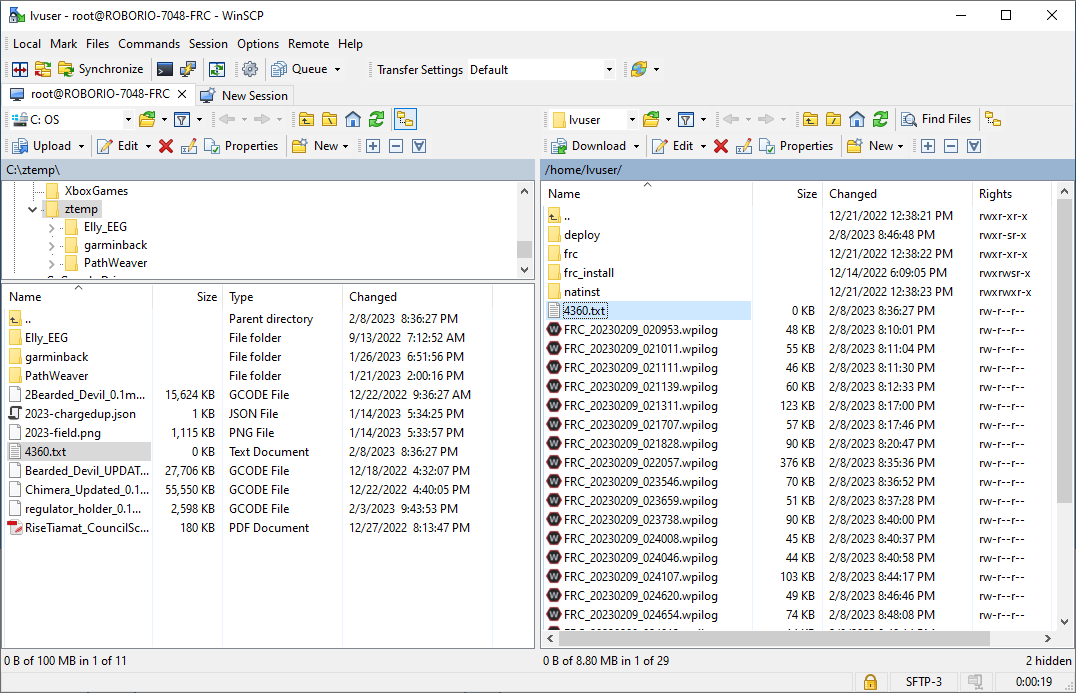 lvuser - root@ROBORIO-7048-FRC - WinSCP
Local Mark Files Commands Session Options Remote Help
Synchronize Queue Transfer Settings Default
root@ROBORIO-7048-FRC New Session
C: OS
lvuser Find Files
Upload Edit Properties New
Download Edit Properties New
C:\ztemp\
XboxGames
ztemp
Elly_EEG
garminback
PathWeaver
Name Size Type Changed
.. Parent directory 2/8/2023 8:36:27 PM
Elly_EEG File folder 9/13/2022 7:12:52 AM
garminback File folder 1/26/2023 6:51:56 PM
PathWeaver File folder 1/21/2023 2:00:16 PM
2Bearded_Devil_0.1m... 15,624 KB GCODE File 12/22/2022 9:36:27 AM
2023-chargedup.json 1 KB JSON File 1/14/2023 5:34:25 PM
2023-field.png 1,115 KB PNG File 1/14/2023 5:33:57 PM
4360.txt 0 KB Text Document 2/8/2023 8:36:27 PM
Bearded_Devil_UPDAT... 27,706 KB GCODE File 12/18/2022 4:32:07 PM
Chimera_Updated_0.1... 55,550 KB GCODE File 12/22/2022 4:40:05 PM
regulator_holder_0.1... 2,598 KB GCODE File 2/3/2023 9:43:53 PM
RiseTiamat_CouncilSc... 180 KB PDF Document 12/27/2022 8:13:47 PM
0 B of 100 MB in 1 of 11
/home/lvuser/
Name Size Changed Rights
.. 12/21/2022 12:38:21 PM rwxr-xr-x
deploy 2/8/2023 8:46:48 PM rwxr-sr-x
frc 12/21/2022 12:38:22 PM rwxr-xr-x
frc_install 12/14/2022 6:09:05 PM rwxrwsr-x
natinst 12/21/2022 12:38:23 PM rwxrwxr-x
4360.txt 0 KB 2/8/2023 8:36:27 PM rw-r--r--
FRC_20230209_020953.wpilog 48 KB 2/8/2023 8:10:01 PM rw-r--r--
FRC_20230209_021011.wpilog 55 KB 2/8/2023 8:11:04 PM rw-r--r--
FRC_20230209_021111.wpilog 46 KB 2/8/2023 8:11:30 PM rw-r--r--
FRC_20230209_021139.wpilog 60 KB 2/8/2023 8:12:33 PM rw-r--r--
FRC_20230209_021311.wpilog 123 KB 2/8/2023 8:17:00 PM rw-r--r--
FRC_20230209_021707.wpilog 57 KB 2/8/2023 8:17:46 PM rw-r--r--
FRC_20230209_021828.wpilog 90 KB 2/8/2023 8:20:47 PM rw-r--r--
FRC_20230209_022057.wpilog 376 KB 2/8/2023 8:35:36 PM rw-r--r--
FRC_20230209_023546.wpilog 70 KB 2/8/2023 8:36:52 PM rw-r--r--
FRC_20230209_023659.wpilog 51 KB 2/8/2023 8:37:28 PM rw-r--r--
FRC_20230209_023738.wpilog 90 KB 2/8/2023 8:40:00 PM rw-r--r--
FRC_20230209_024008.wpilog 45 KB 2/8/2023 8:40:37 PM rw-r--r--
FRC_20230209_024046.wpilog 44 KB 2/8/2023 8:40:58 PM rw-r--r--
FRC_20230209_024107.wpilog 103 KB 2/8/2023 8:44:17 PM rw-r--r--
FRC_20230209_024620.wpilog 49 KB 2/8/2023 8:46:46 PM rw-r--r--
FRC_20230209_024654.wpilog 74 KB 2/8/2023 8:48:08 PM rw-r--r--
0 B of 8.80 MB in 1 of 29 2 hidden
SFTP-3 0:00:19